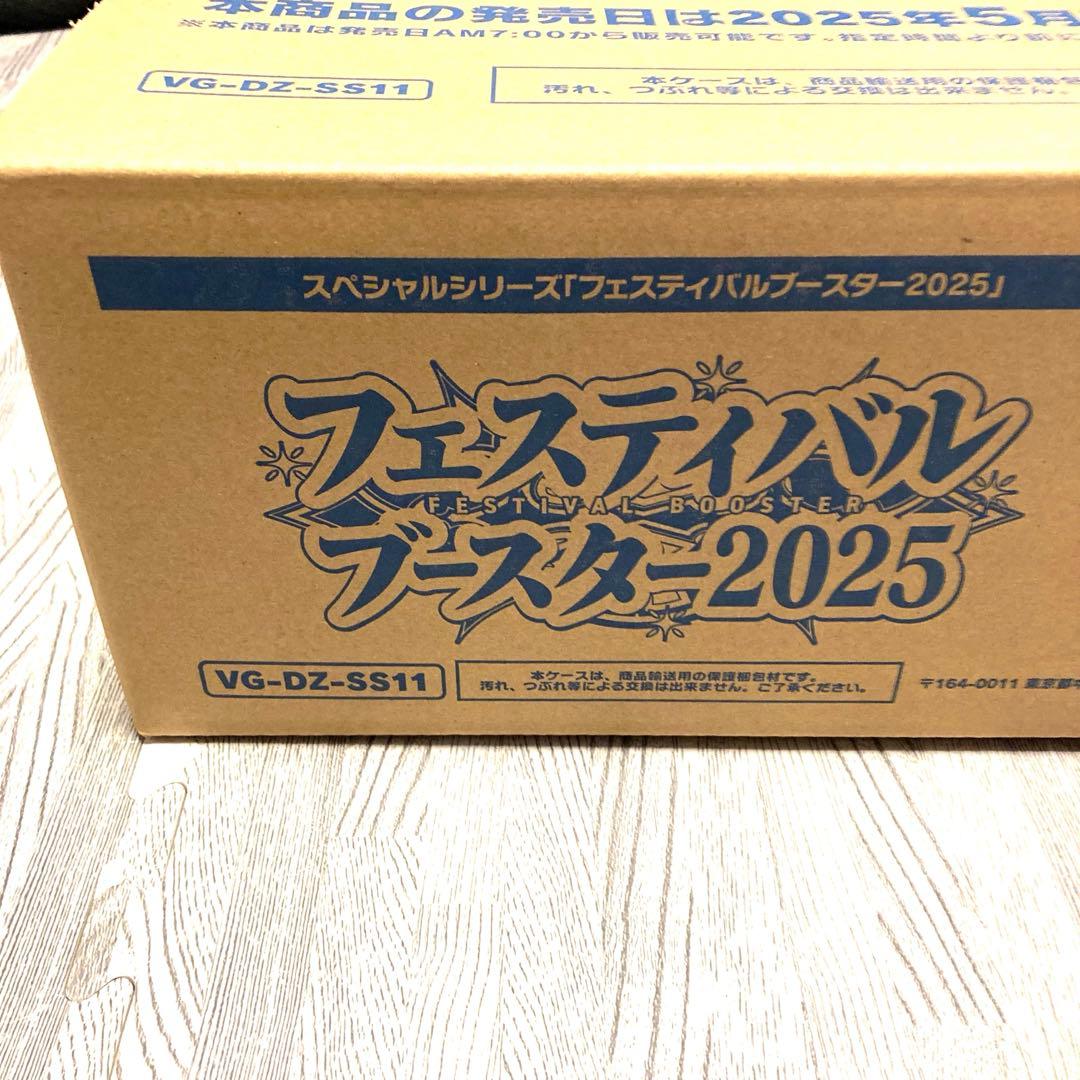 本商品の発売日は2025年5月
※本商品は発売日AM7:00から販売可能です。指定時間より前に
VG-DZ-SS11
本ケースは、商品輸送用の保護梱包
汚れ、つぶれ等による交換は出来ません。
スペシャルシリーズ「フェスティバルブースター2025」
フェスティバル
FESTIVAL BOOSTER
ブースター2025
VG-DZ-SS11
本ケースは、商品輸送用の保護梱包材です。
汚れ、つぶれ等による交換は出来ません。ご了承ください。
〒164-0011 東京都中